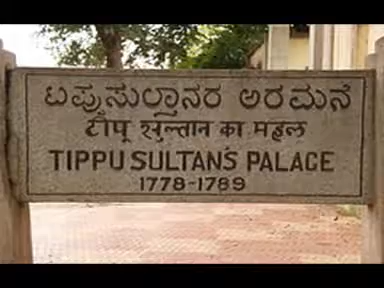 ಟಿಪ್ಪುಸುಲ್ತಾನರ ಅರಮನೆ
टीपू सुल्तान का महल
TIPPU SULTAN'S PALACE
1778-1789